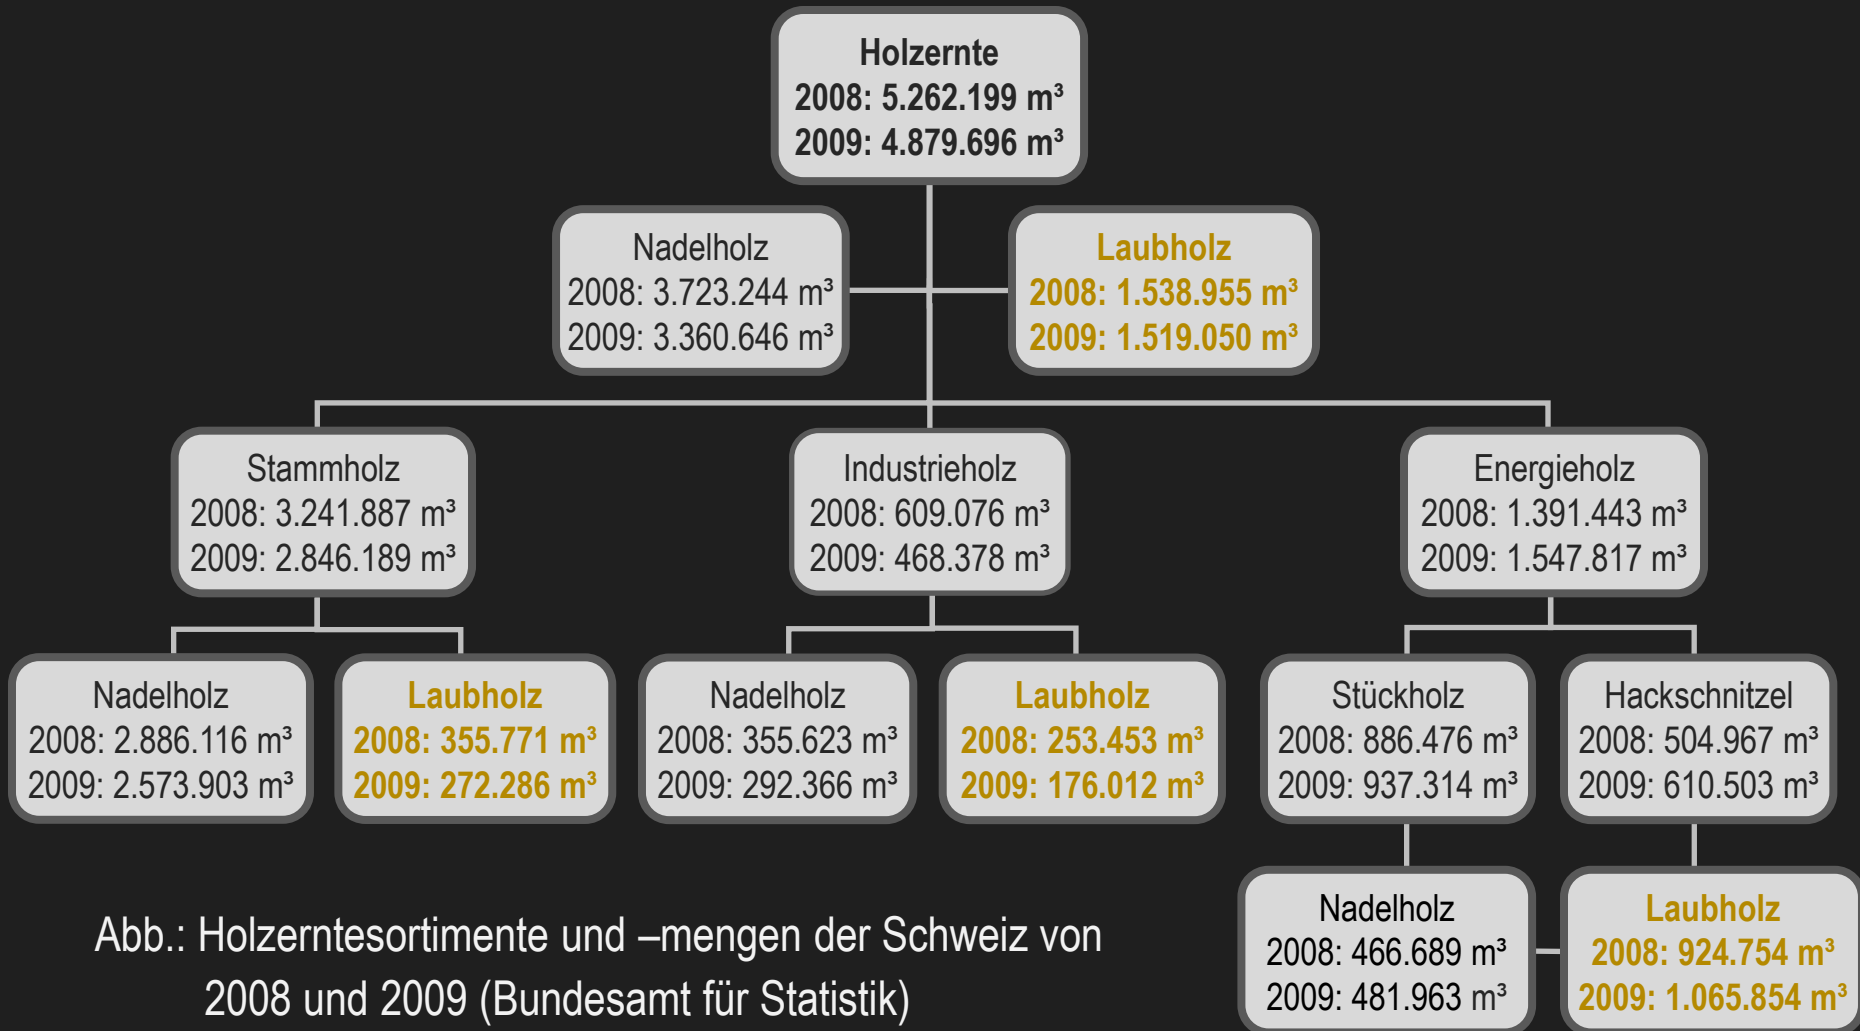 Holzernte
2008: 5.262.199 m³
2009: 4.879.696 m³
Nadelholz
2008: 3.723.244 m³
2009: 3.360.646 m³
Laubholz
2008: 1.538.955 m³
2009: 1.519.050 m³
Stammholz
2008: 3.241.887 m³
2009: 2.846.189 m³
Industrieholz
2008: 609.076 m³
2009: 468.378 m³
Energieholz
2008: 1.391.443 m³
2009: 1.547.817 m³
Nadelholz
2008: 2.886.116 m³
2009: 2.573.903 m³
Laubholz
2008: 355.771 m³
2009: 272.286 m³
Nadelholz
2008: 355.623 m³
2009: 292.366 m³
Laubholz
2008: 253.453 m³
2009: 176.012 m³
Stückholz
2008: 886.476 m³
2009: 937.314 m³
Hackschnitzel
2008: 504.967 m³
2009: 610.503 m³
Nadelholz
2008: 466.689 m³
2009: 481.963 m³
Laubholz
2008: 924.754 m³
2009: 1.065.854 m³
Abb.: Holzerntesortimente und –mengen der Schweiz von
2008 und 2009 (Bundesamt für Statistik)